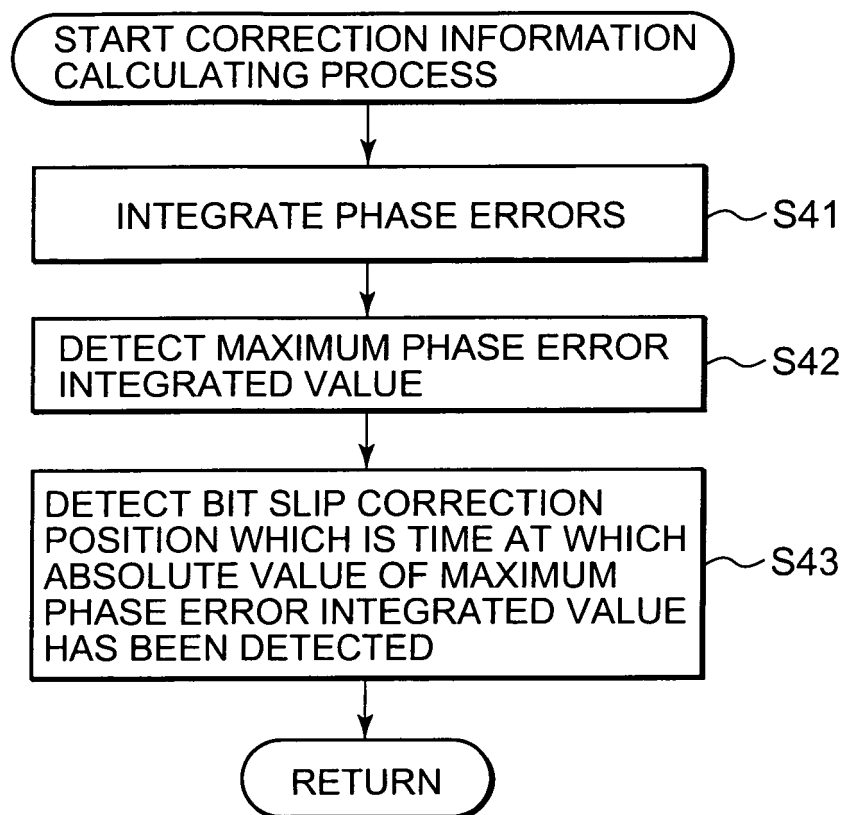 START CORRECTION INFORMATION
CALCULATING PROCESS
INTEGRATE PHASE ERRORS
S41
DETECT MAXIMUM PHASE ERROR
INTEGRATED VALUE
S42
DETECT BIT SLIP CORRECTION
POSITION WHICH IS TIME AT WHICH
ABSOLUTE VALUE OF MAXIMUM
PHASE ERROR INTEGRATED VALUE
HAS BEEN DETECTED
S43
RETURN